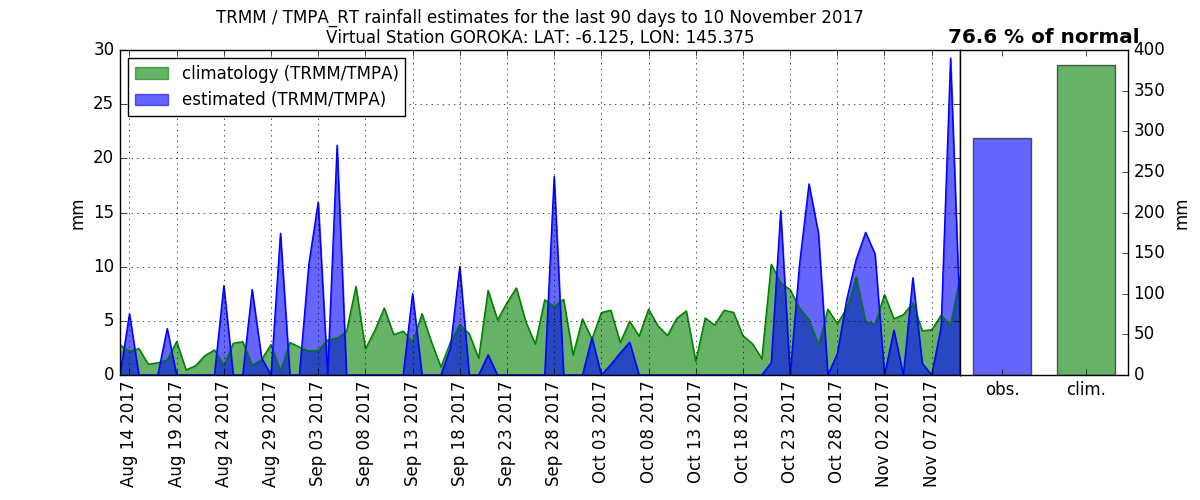 TRMM / TMPA_RT rainfall estimates for the last 90 days to 10 November 2017
Virtual Station GOROKA: LAT: -6.125, LON: 145.375
76.6 % of normal
climatology (TRMM/TMPA)
estimated (TRMM/TMPA)
30
25
20
15
10
5
0
mm
400
350
300
250
200
150
100
50
0
mm
Aug 14 2017
Aug 19 2017
Aug 24 2017
Aug 29 2017
Sep 03 2017
Sep 08 2017
Sep 13 2017
Sep 18 2017
Sep 23 2017
Sep 28 2017
Oct 03 2017
Oct 08 2017
Oct 13 2017
Oct 18 2017
Oct 23 2017
Oct 28 2017
Nov 02 2017
Nov 07 2017
obs.
clim.